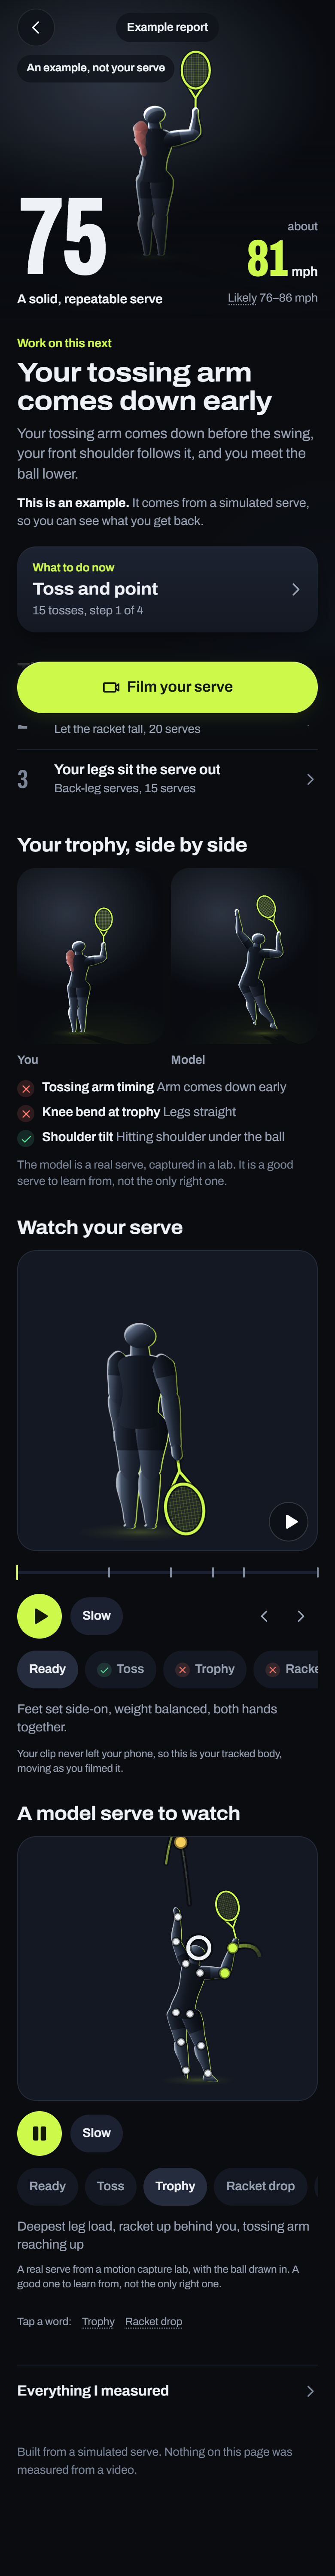 Example report
An example, not your serve
75
about
81 mph
A solid, repeatable serve
Likely 76–86 mph
Work on this next
Your tossing arm
comes down early
Your tossing arm comes down before the swing,
your front shoulder follows it, and you meet the
ball lower.
This is an example. It comes from a simulated serve,
so you can see what you get back.
What to do now
Toss and point
15 tosses, step 1 of 4
Film your serve
Let the racket fall, 20 serves
3
Your legs sit the serve out
Back-leg serves, 15 serves
Your trophy, side by side
You
Model
Tossing arm timing Arm comes down early
Knee bend at trophy Legs straight
Shoulder tilt Hitting shoulder under the ball
The model is a real serve, captured in a lab. It is a good
serve to learn from, not the only right one.
Watch your serve
Slow
Ready
Toss
Trophy
Racke
Feet set side-on, weight balanced, both hands
together.
Your clip never left your phone, so this is your tracked body,
moving as you filmed it.
A model serve to watch
Slow
Ready
Toss
Trophy
Racket drop
Deepest leg load, racket up behind you, tossing arm
reaching up
A real serve from a motion capture lab, with the ball drawn in. A
good one to learn from, not the only right one.
Tap a word: Trophy Racket drop
Everything I measured
Built from a simulated serve. Nothing on this page was
measured from a video.